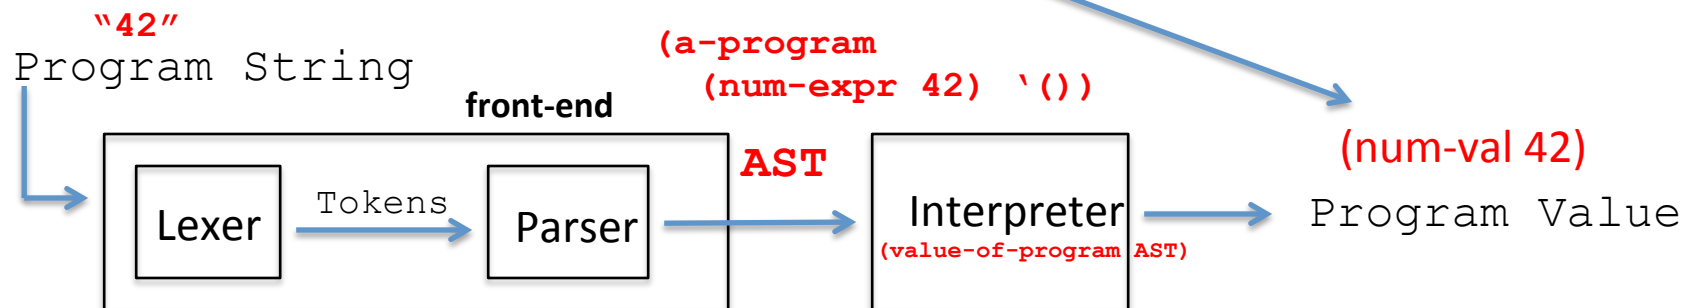 “42”
Program String
(a-program
(num-expr 42) ‘())
front-end
AST
Lexer
Tokens
Parser
Interpreter
(value-of-program AST)
(num-val 42)
Program Value